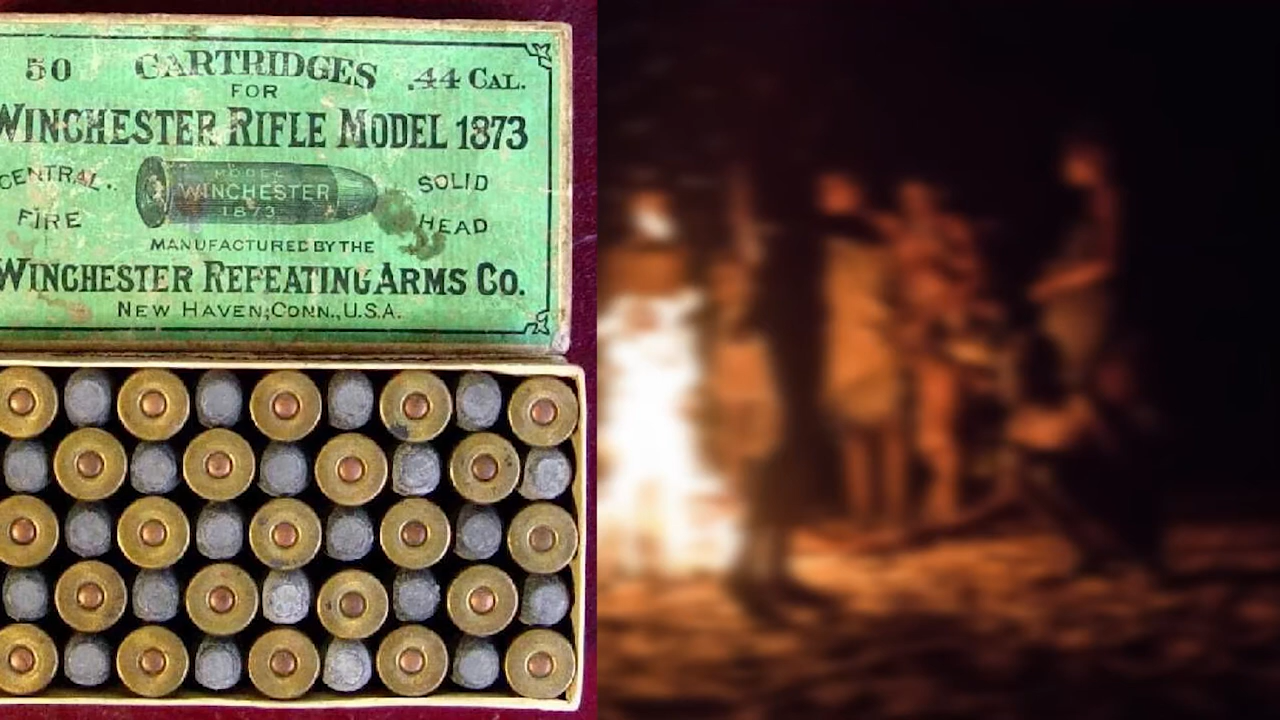 50 CARTRIDGES .44 CAL.
FOR
WINCHESTER RIFLE MODEL 1873
CENTRAL. SOLID
MODEL
WINCHESTER
1873
FIRE HEAD
MANUFACTURED BY THE
WINCHESTER REPEATING ARMS CO.
NEW HAVEN, CONN., U.S.A.